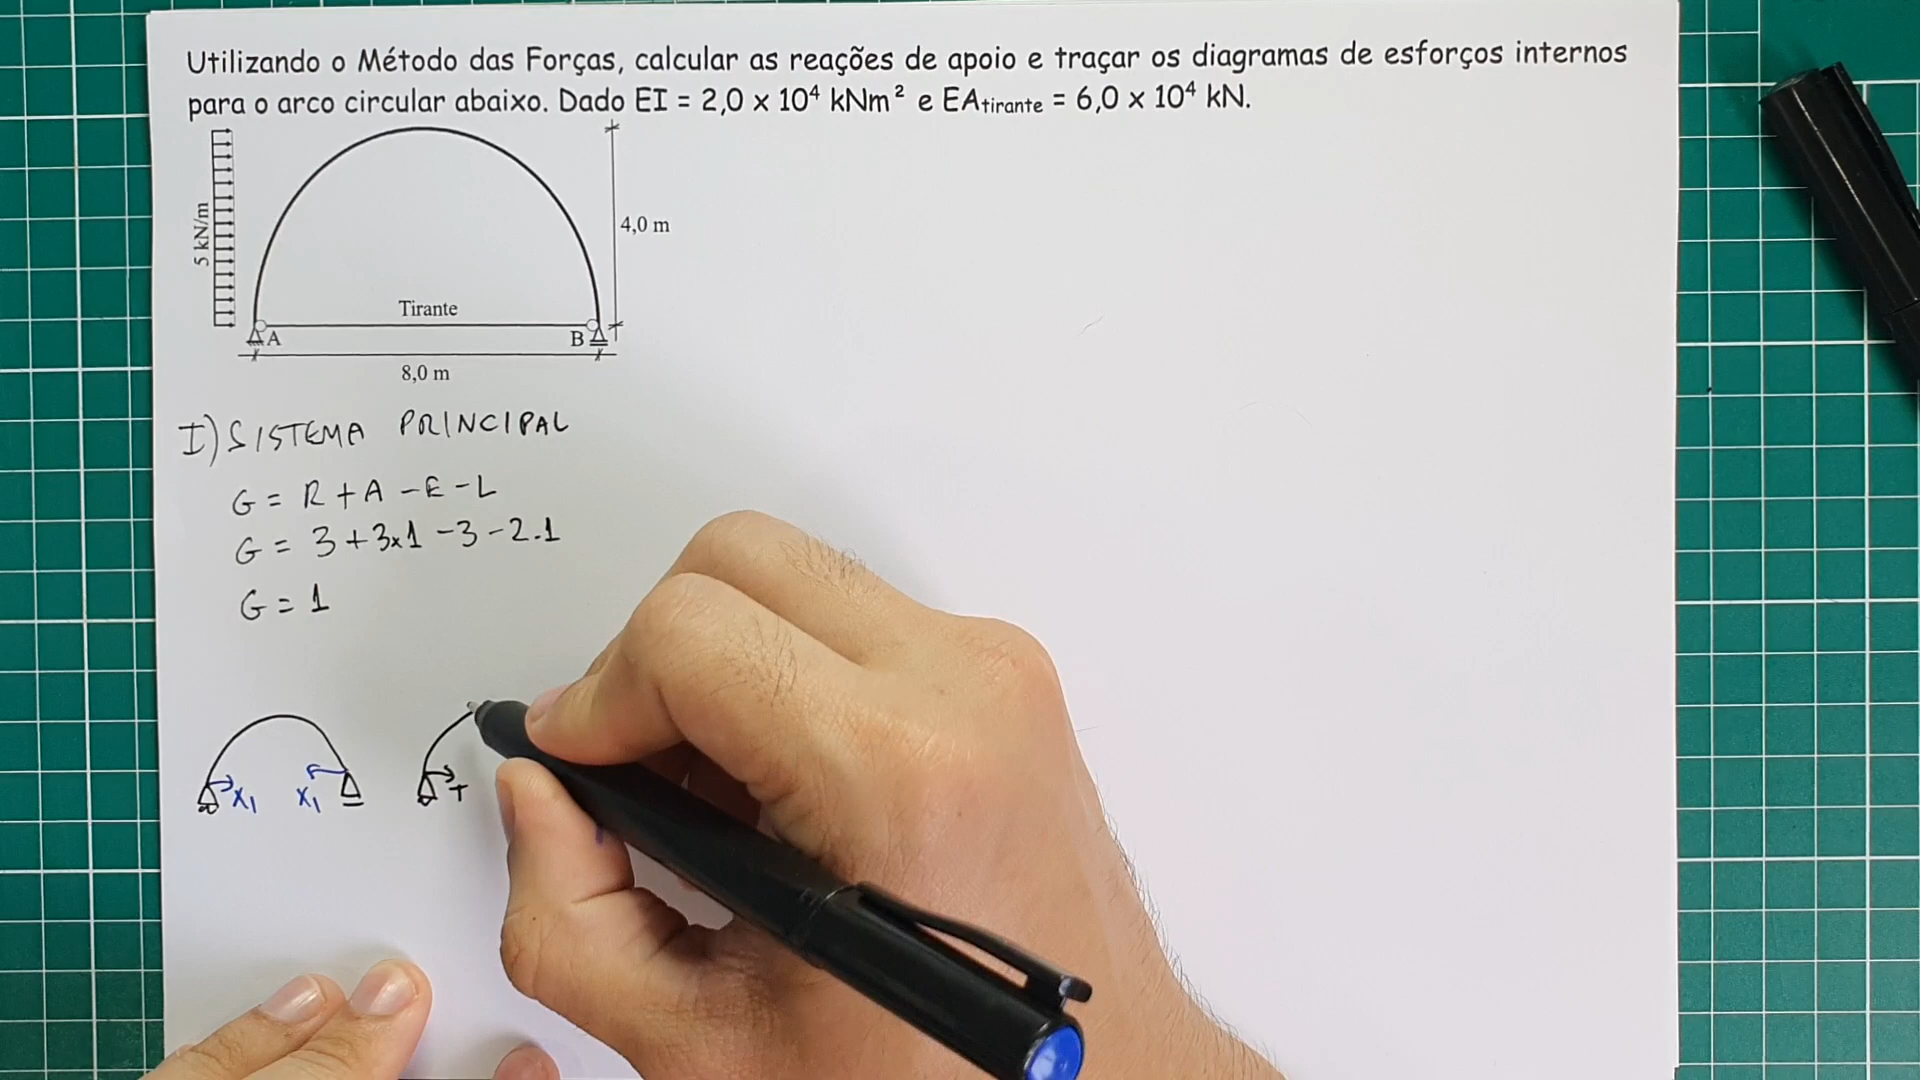 Utilizando o Método das Forças, calcular as reações de apoio e traçar os diagramas de esforços internos
para o arco circular abaixo. Dado EI = 2,0 x 10⁴ kNm² e EAtirante = 6,0 x 10⁴ kN.
5 kN/m
4,0 m
Tirante
A
B
8,0 m
I) SISTEMA PRINCIPAL
G = R + A - E - L
G = 3 + 3x1 - 3 - 2.1
G = 1
X1 X1
+